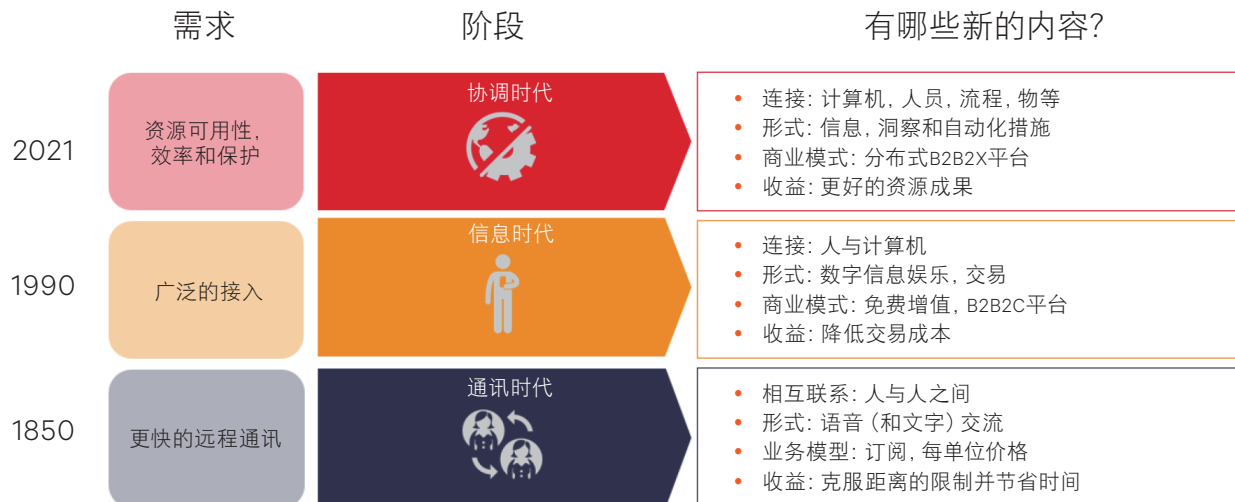 需求
阶段
有哪些新的内容?
2021
资源可用性,
效率和保护
协调时代
• 连接: 计算机, 人员, 流程, 物等
• 形式: 信息, 洞察和自动化措施
• 商业模式: 分布式B2B2X平台
• 收益: 更好的资源成果
1990
广泛的接入
信息时代
• 连接: 人与计算机
• 形式: 数字信息娱乐, 交易
• 商业模式: 免费增值, B2B2C平台
• 收益: 降低交易成本
1850
更快的远程通讯
通讯时代
• 相互联系: 人与人之间
• 形式: 语音 (和文字) 交流
• 业务模型: 订阅, 每单位价格
• 收益: 克服距离的限制并节省时间